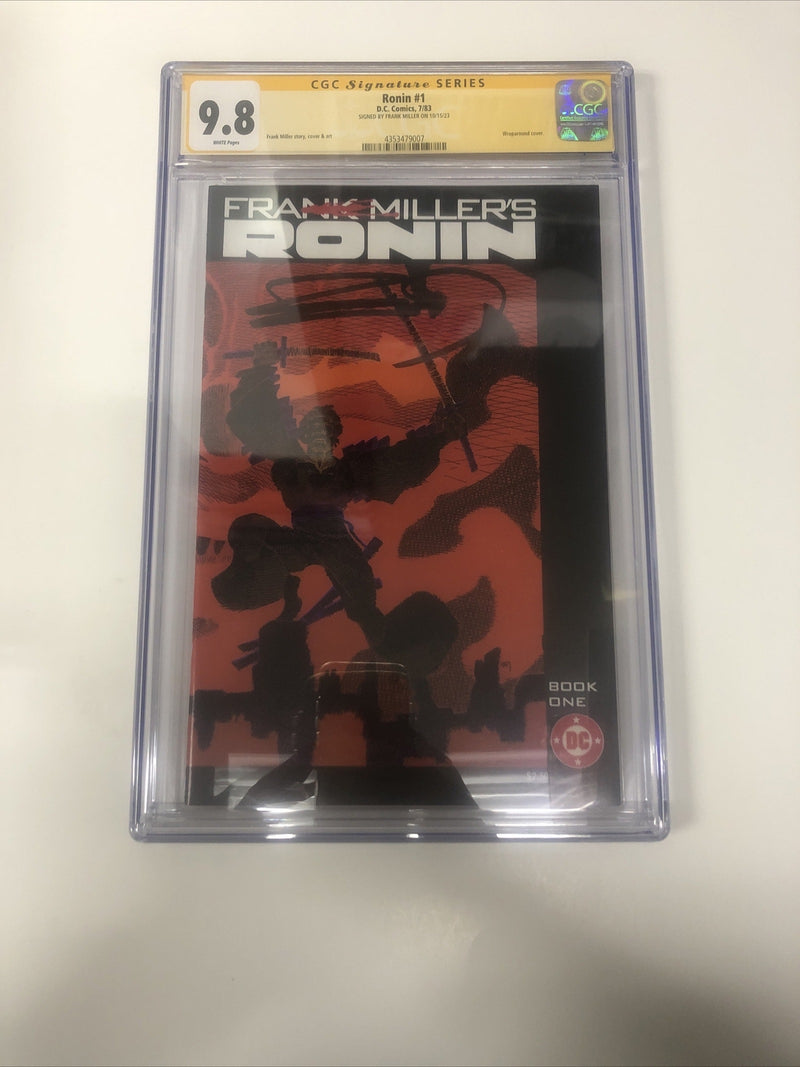 CGC Signature SERIES
9.8
WHITE Pages
Ronin #1
D.C. Comics, 7/83
SIGNED BY FRANK MILLER ON 10/15/23
Frank Miller story, cover & art
Wraparound cover.
4353479007
CGC
FRANK MILLER'S
RONIN
BOOK
ONE
DC